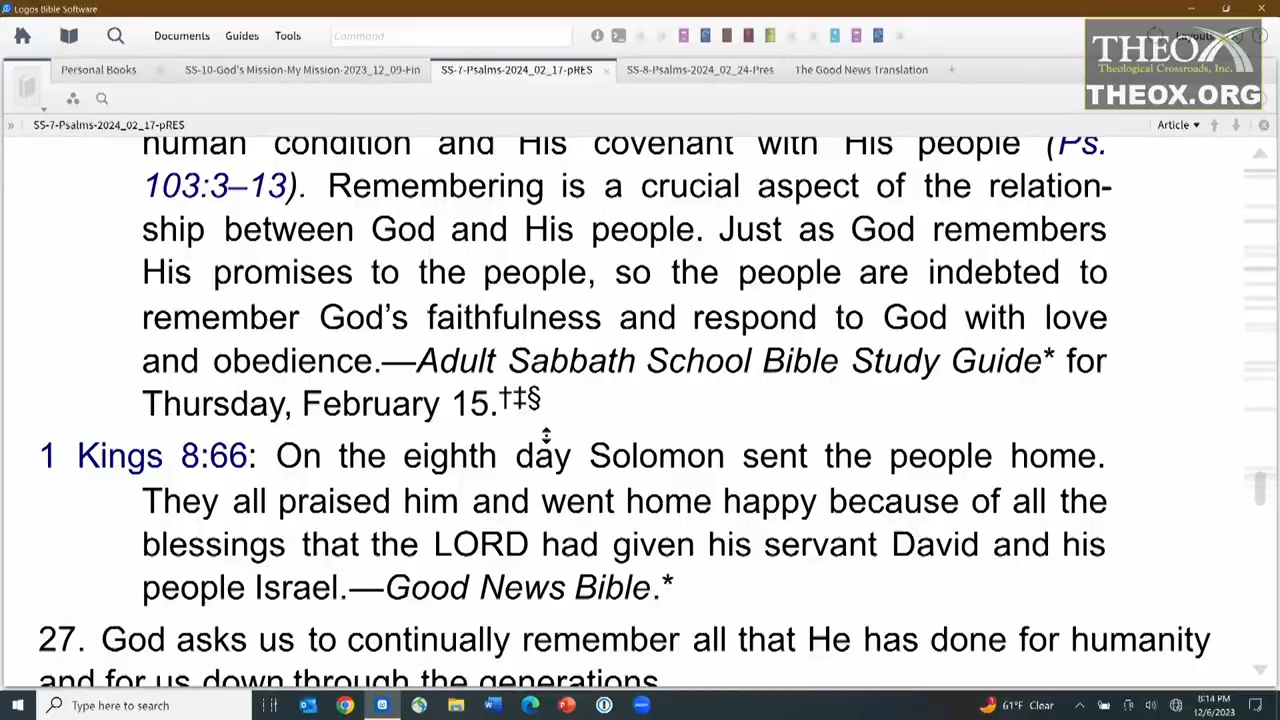 Logos Bible Software
Documents Guides Tools Command Layouts
THEOX
Theological Crossroads, Inc.
THEOX.ORG
Personal Books SS-10-God's Mission-My Mission-2023_12_09-Fin SS-7-Psalms-2024_02_17-pRES SS-8-Psalms-2024_02_24-Pres The Good News Translation
SS-7-Psalms-2024_02_17-pRES Article
human condition and His covenant with His people (Ps.
103:3–13). Remembering is a crucial aspect of the relation-
ship between God and His people. Just as God remembers
His promises to the people, so the people are indebted to
remember God's faithfulness and respond to God with love
and obedience.—Adult Sabbath School Bible Study Guide* for
Thursday, February 15.†‡§
1 Kings 8:66: On the eighth day Solomon sent the people home.
They all praised him and went home happy because of all the
blessings that the LORD had given his servant David and his
people Israel.—Good News Bible.*
27. God asks us to continually remember all that He has done for humanity
and for us down through the generations.
Type here to search 61°F Clear 8:14 PM
12/6/2023